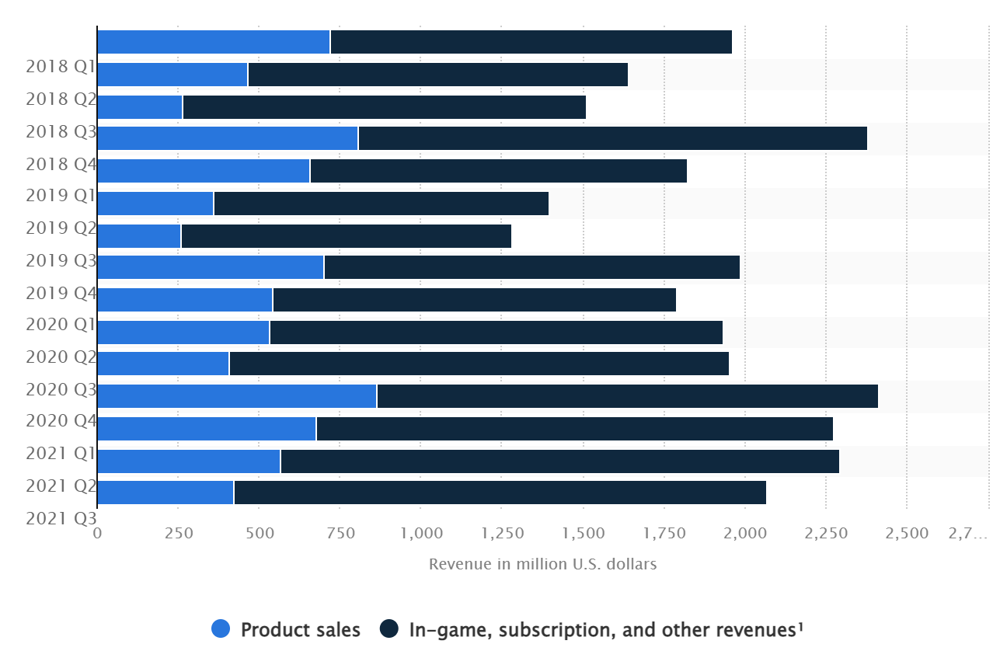 2018 Q1
2018 Q2
2018 Q3
2018 Q4
2019 Q1
2019 Q2
2019 Q3
2019 Q4
2020 Q1
2020 Q2
2020 Q3
2020 Q4
2021 Q1
2021 Q2
2021 Q3
0 250 500 750 1,000 1,250 1,500 1,750 2,000 2,250 2,500 2,7...
Revenue in million U.S. dollars
Product sales In-game, subscription, and other revenues¹